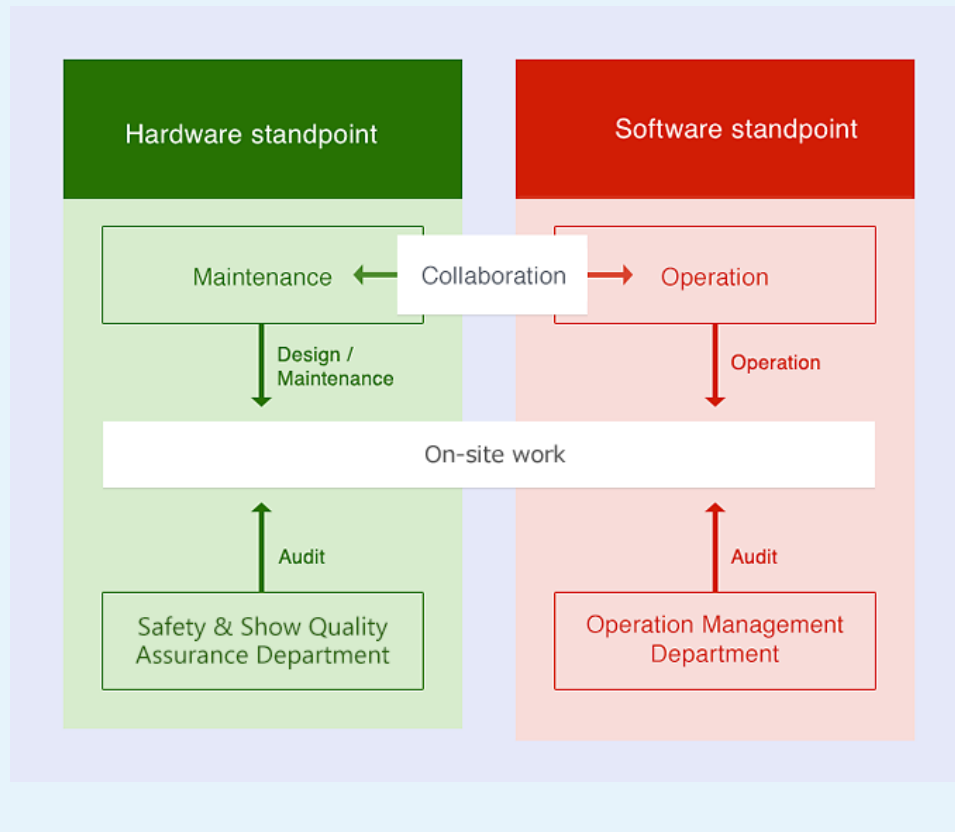 Hardware standpoint
Software standpoint
Maintenance
Collaboration
Operation
Design /
Maintenance
Operation
On-site work
Audit
Audit
Safety & Show Quality
Assurance Department
Operation Management
Department